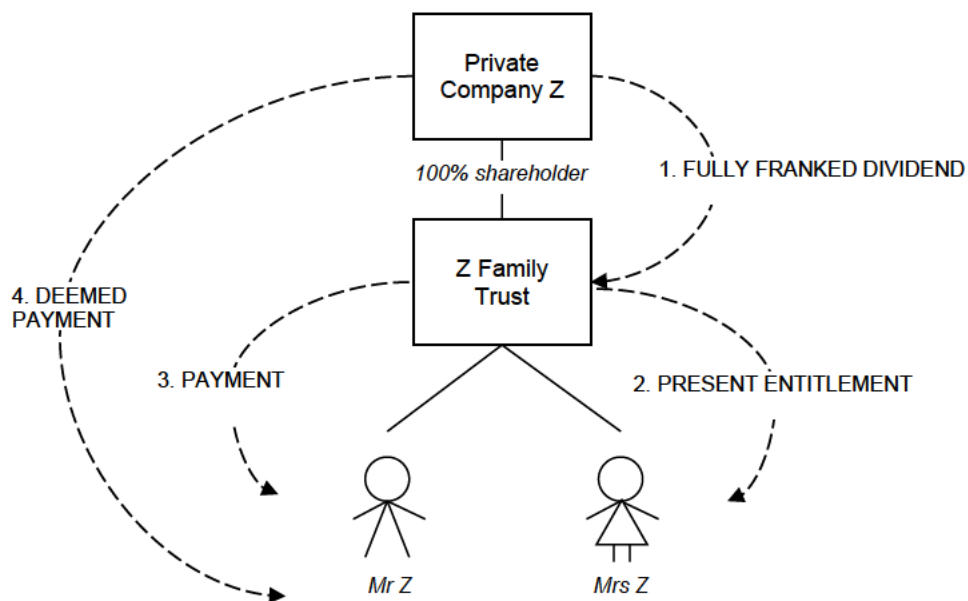 Private
Company Z
100% shareholder
1. FULLY FRANKED DIVIDEND
Z Family
Trust
4. DEEMED
PAYMENT
3. PAYMENT
2. PRESENT ENTITLEMENT
Mr Z
Mrs Z